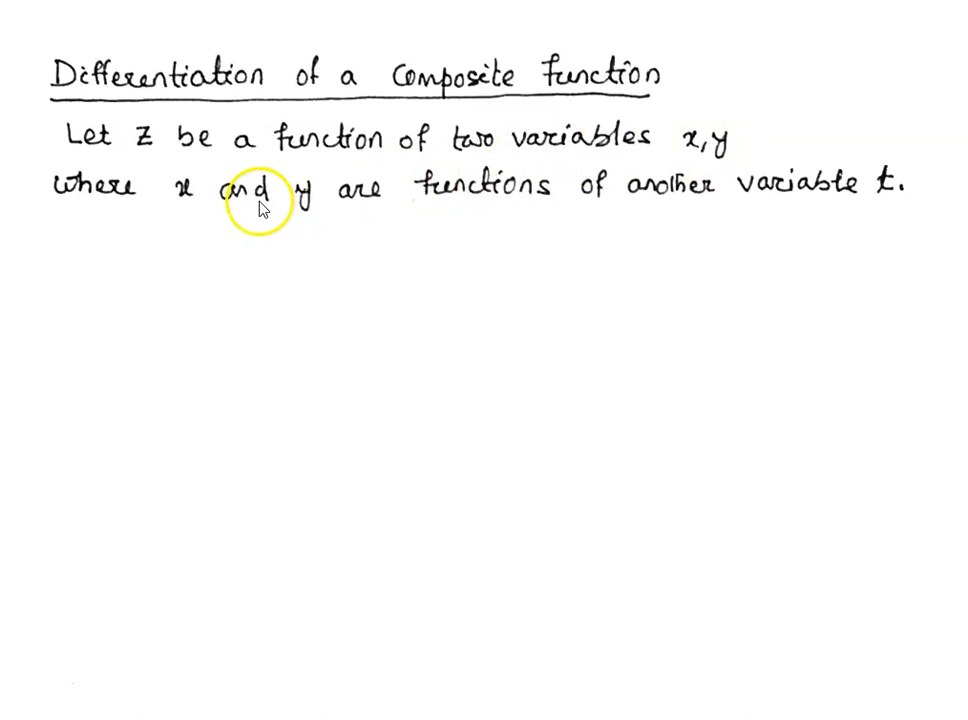 Differentiation of a Composite function
Let Z be a function of two variables x, y
where x and y are functions of another variable t.